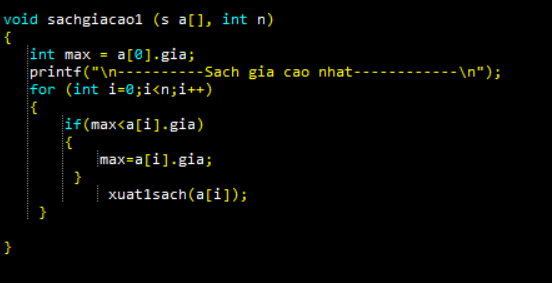 void sachgiacao1 (s a[], int n)
{
int max = a[0].gia;
printf("\n----------Sach gia cao nhat------------\n");
for (int i=0;i<n;i++)
{
if(max<a[i].gia)
{
max=a[i].gia;
}
xuat1sach(a[i]);
}
}